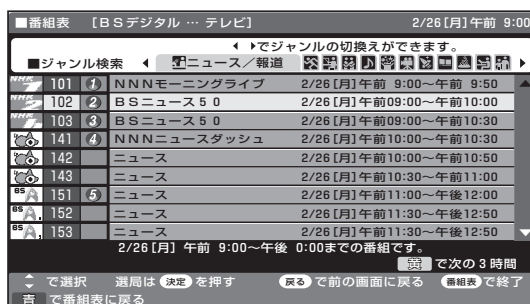 ■番組表 [BSデジタル … テレビ] 2/26[月]午前 9:00
◀ ▶でジャンルの切換えができます。
■ジャンル検索 ◀ ニュース/報道 ▶
NHK 101 ① NNNモーニングライブ 2/26[月]午前 9:00～午前 9:50
NHK 102 ② BSニュース50 2/26[月]午前09:00～午前10:00
NHK 103 ③ BSニュース50 2/26[月]午前09:00～午前10:30
141 ④ NNNニュースダッシュ 2/26[月]午前10:00～午前10:30
142 ニュース 2/26[月]午前10:00～午前10:50
143 ニュース 2/26[月]午前10:30～午前11:00
BS 151 ⑤ ニュース 2/26[月]午前11:00～午後12:00
BS 152 ニュース 2/26[月]午前11:30～午後12:50
BS 153 ニュース 2/26[月]午前11:30～午後12:50
2/26[月] 午前 9:00～午後 0:00までの番組です。
黄 で次の3時間
で選択 選局は 決定 を押す 戻る で前の画面に戻る 番組表 で終了
青 で番組表に戻る